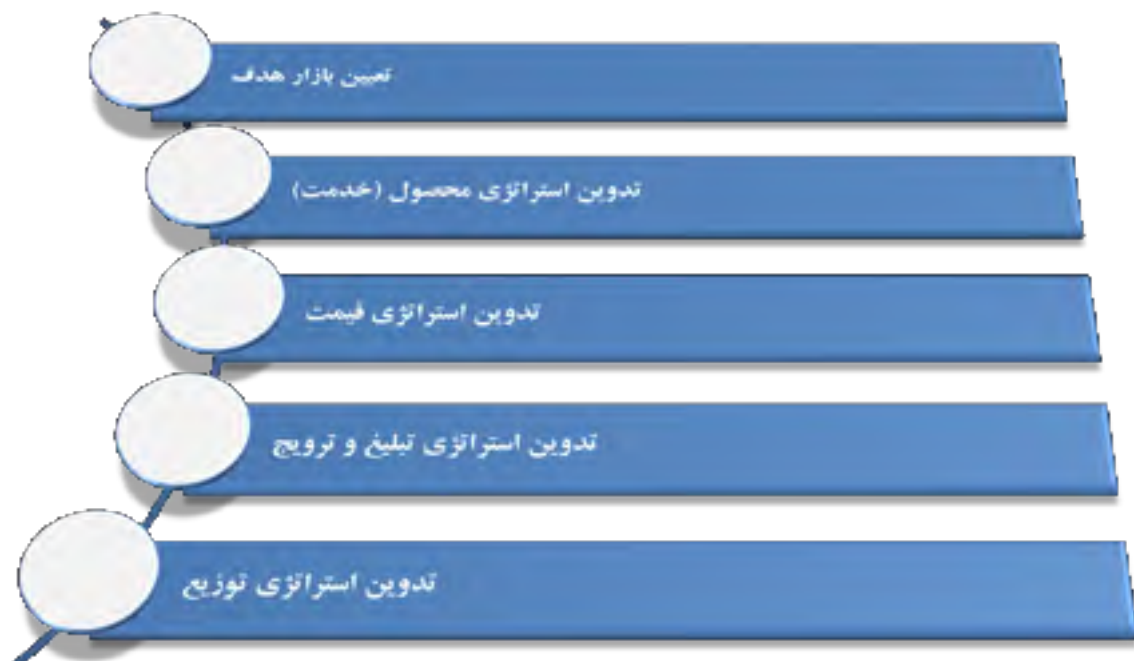 تعیین بازار هدف
تدوین استراتژی محصول (خدمت)
تدوین استراتژی قیمت
تدوین استراتژی تبلیغ و ترویج
تدوین استراتژی توزیع